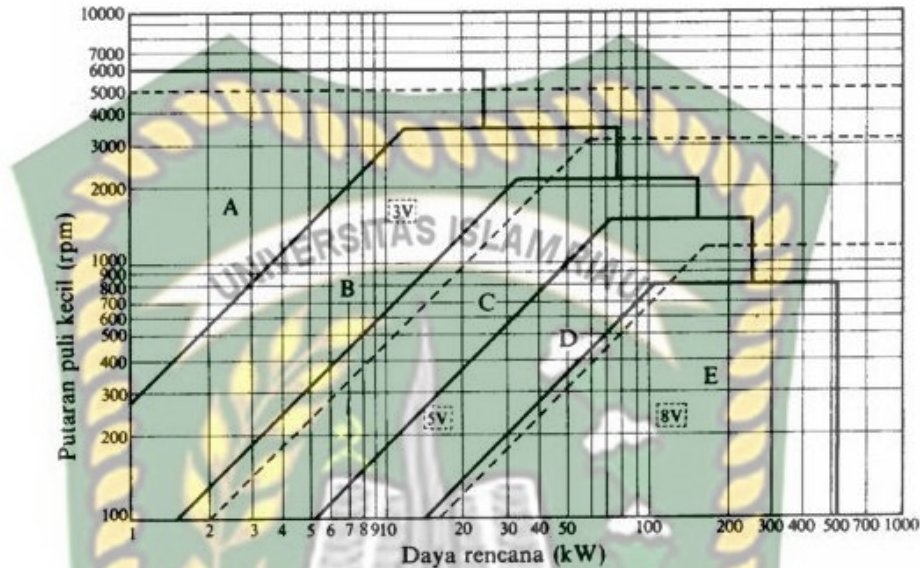 10000
7000
6000
5000
4000
3000
2000
1000
900
800
700
600
500
400
300
200
100
Putaran puli kecil (rpm)
A
3V
B
C
D
E
5V
8V
UNIVERSITAS ISLAM RIAU
1 2 3 4 5 6 7 8 9 10 20 30 40 50 100 200 300 400 500 700 1000
Daya rencana (kW)